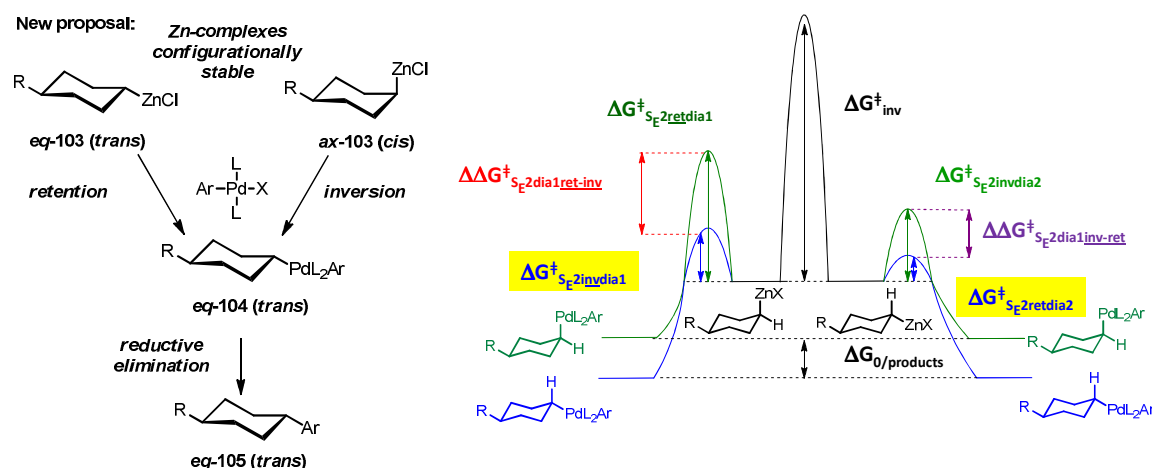 New proposal:
Zn-complexes
configurationally
stable
R
ZnCl
eq-103 (trans)
ZnCl
R
ax-103 (cis)
retention
L
Ar-Pd-X
L
inversion
R
PdL₂Ar
eq-104 (trans)
reductive
elimination
R
Ar
eq-105 (trans)
ΔG‡inv
ΔG‡SE2retdia1
ΔΔG‡SE2dia1ret-inv
ΔG‡SE2invdia1
ΔG‡SE2invdia2
ΔΔG‡SE2dia1inv-ret
ΔG‡SE2retdia2
ZnX
R
H
H
R
ZnX
PdL₂Ar
R
H
PdL₂Ar
R
H
ΔG0/products
H
R
PdL₂Ar
H
R
PdL₂Ar